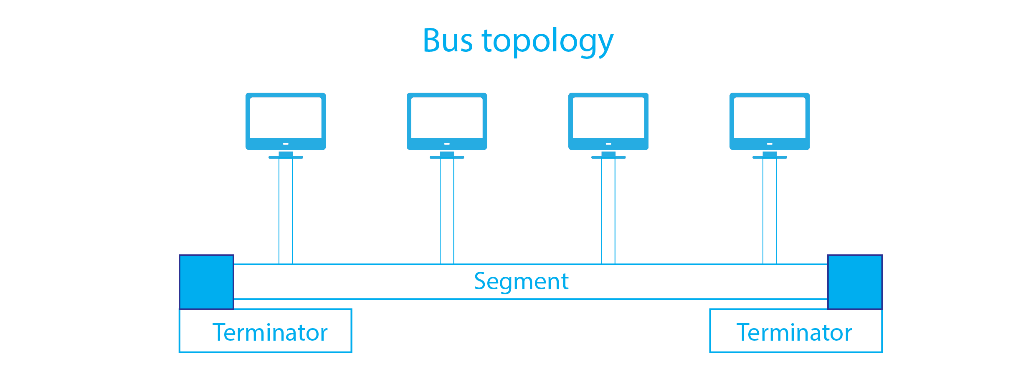 Bus topology
Segment
Terminator
Terminator